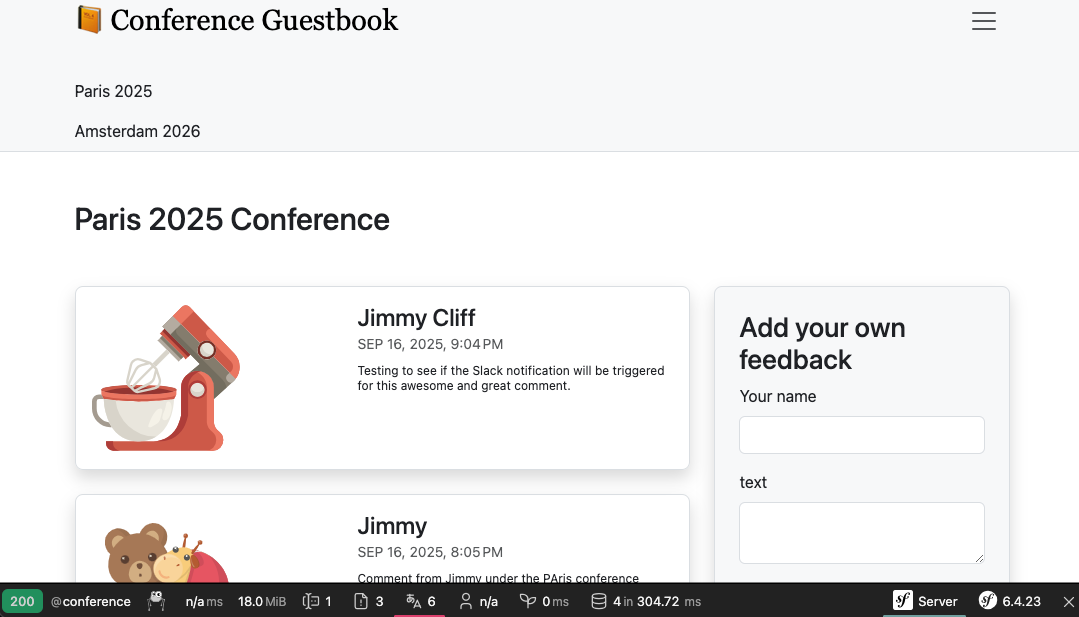 Conference Guestbook
Paris 2025
Amsterdam 2026
Paris 2025 Conference
Jimmy Cliff
SEP 16, 2025, 9:04 PM
Testing to see if the Slack notification will be triggered
for this awesome and great comment.
Jimmy
SEP 16, 2025, 8:05 PM
Comment from Jimmy under the PAris conference
Add your own
feedback
Your name
text
200 @conference n/a ms 18.0 MiB 1 3 6 n/a 0 ms 4 in 304.72 ms sf Server sf 6.4.23